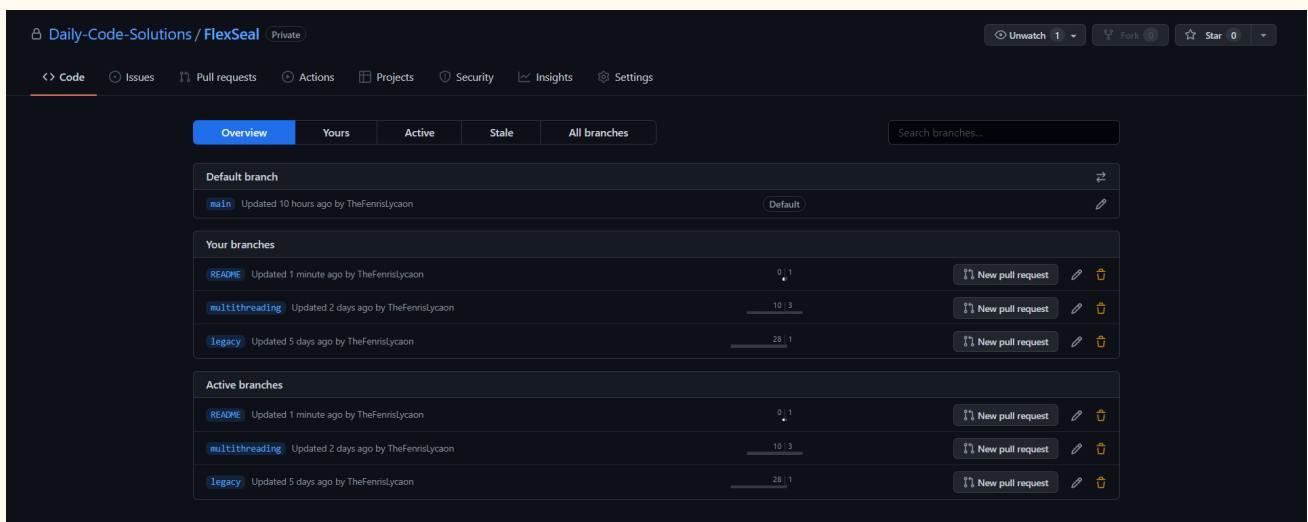 Daily-Code-Solutions / FlexSeal Private Unwatch 1 Fork 0 Star 0
<> Code Issues Pull requests Actions Projects Security Insights Settings
Overview Yours Active Stale All branches Search branches...
Default branch
main Updated 10 hours ago by TheFenrisLycaon Default
Your branches
README Updated 1 minute ago by TheFenrisLycaon 0 | 1 New pull request
multithreading Updated 2 days ago by TheFenrisLycaon 10 | 3 New pull request
legacy Updated 5 days ago by TheFenrisLycaon 28 | 1 New pull request
Active branches
README Updated 1 minute ago by TheFenrisLycaon 0 | 1 New pull request
multithreading Updated 2 days ago by TheFenrisLycaon 10 | 3 New pull request
legacy Updated 5 days ago by TheFenrisLycaon 28 | 1 New pull request